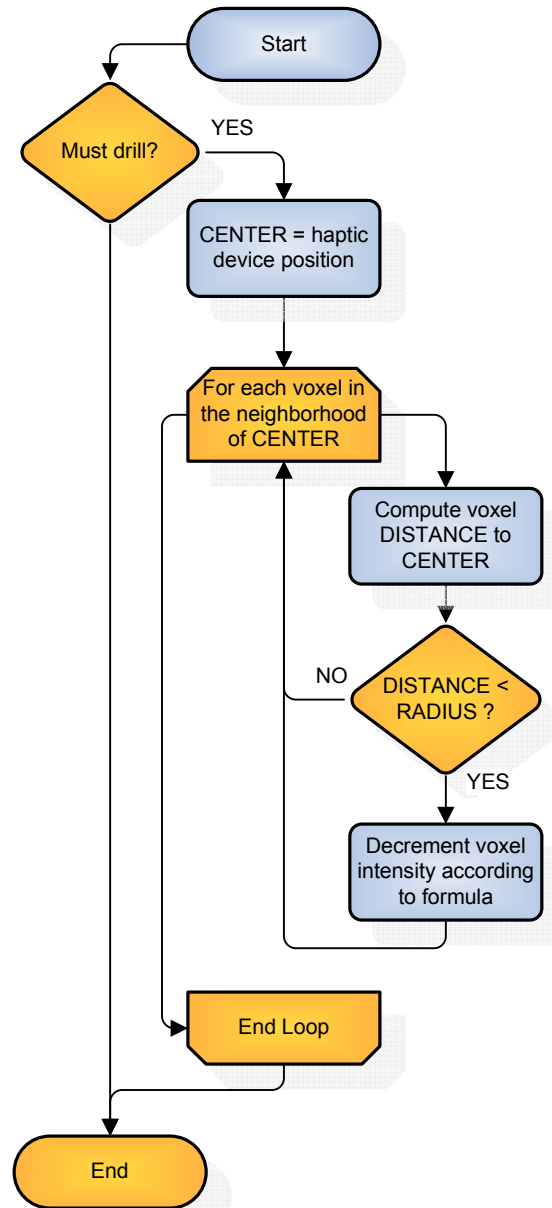 Start
YES
Must drill?
CENTER = haptic
device position
For each voxel in
the neighborhood
of CENTER
Compute voxel
DISTANCE to
CENTER
NO
DISTANCE <
RADIUS ?
YES
Decrement voxel
intensity according
to formula
End Loop
End